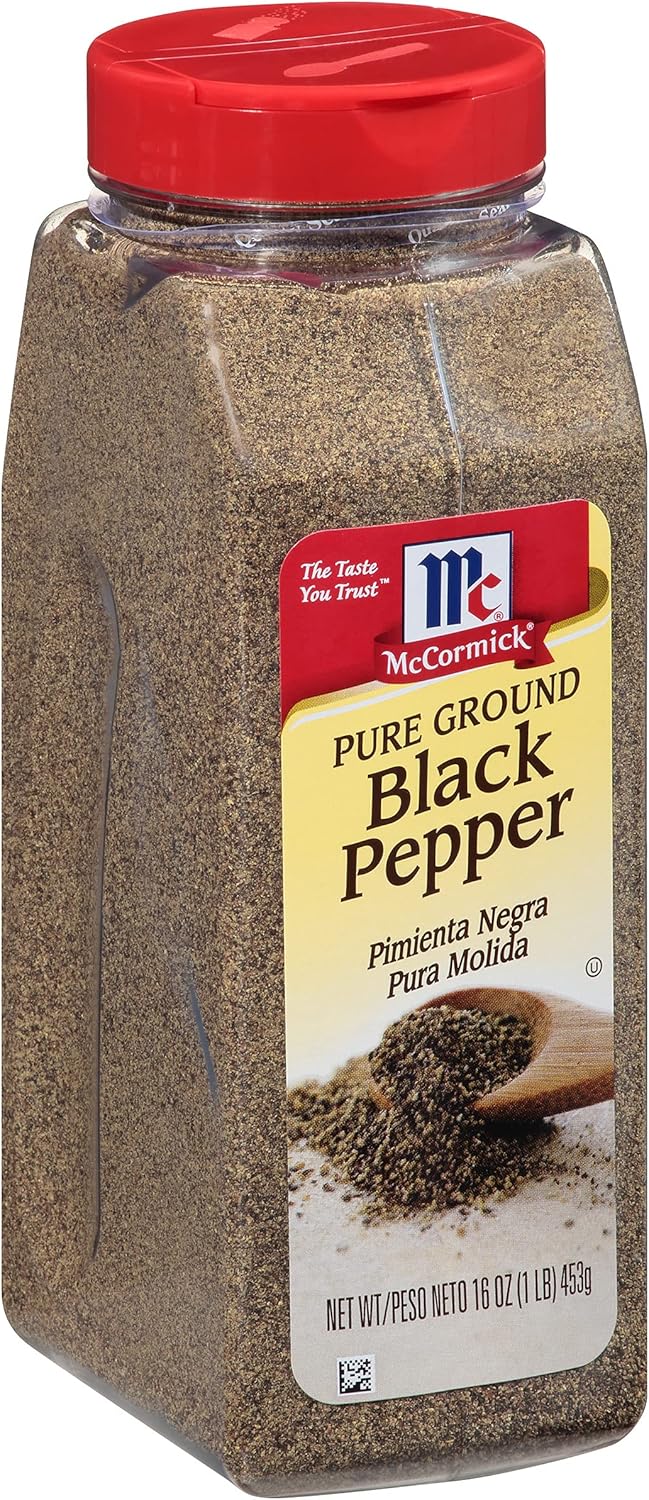 The Taste
You Trust™
Mc®
McCormick®
PURE GROUND
Black
Pepper
Pimienta Negra
Pura Molida
U
NET WT/PESO NETO 16 OZ (1 LB) 453g